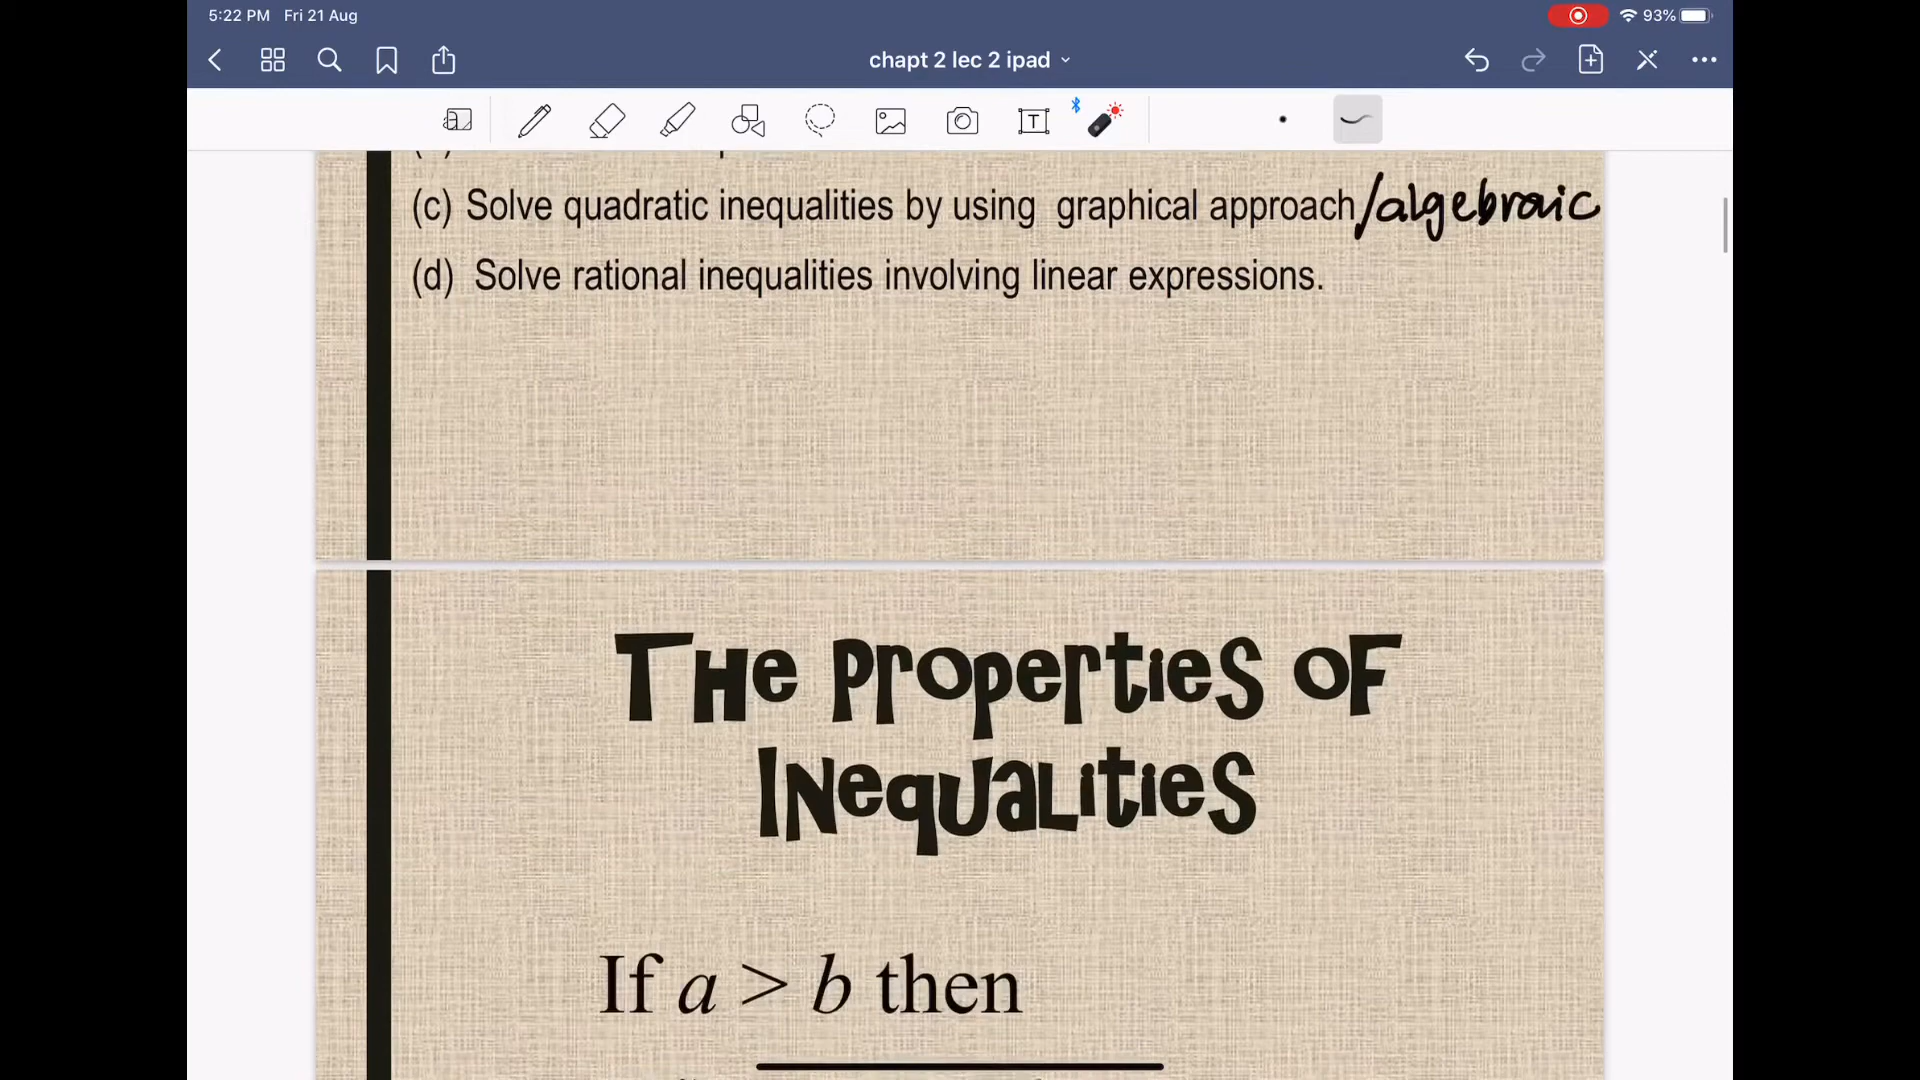 5:22 PM Fri 21 Aug
93%
chapt 2 lec 2 ipad
(c) Solve quadratic inequalities by using graphical approach/algebraic
(d) Solve rational inequalities involving linear expressions.
The Properties of
Inequalities
If a > b then